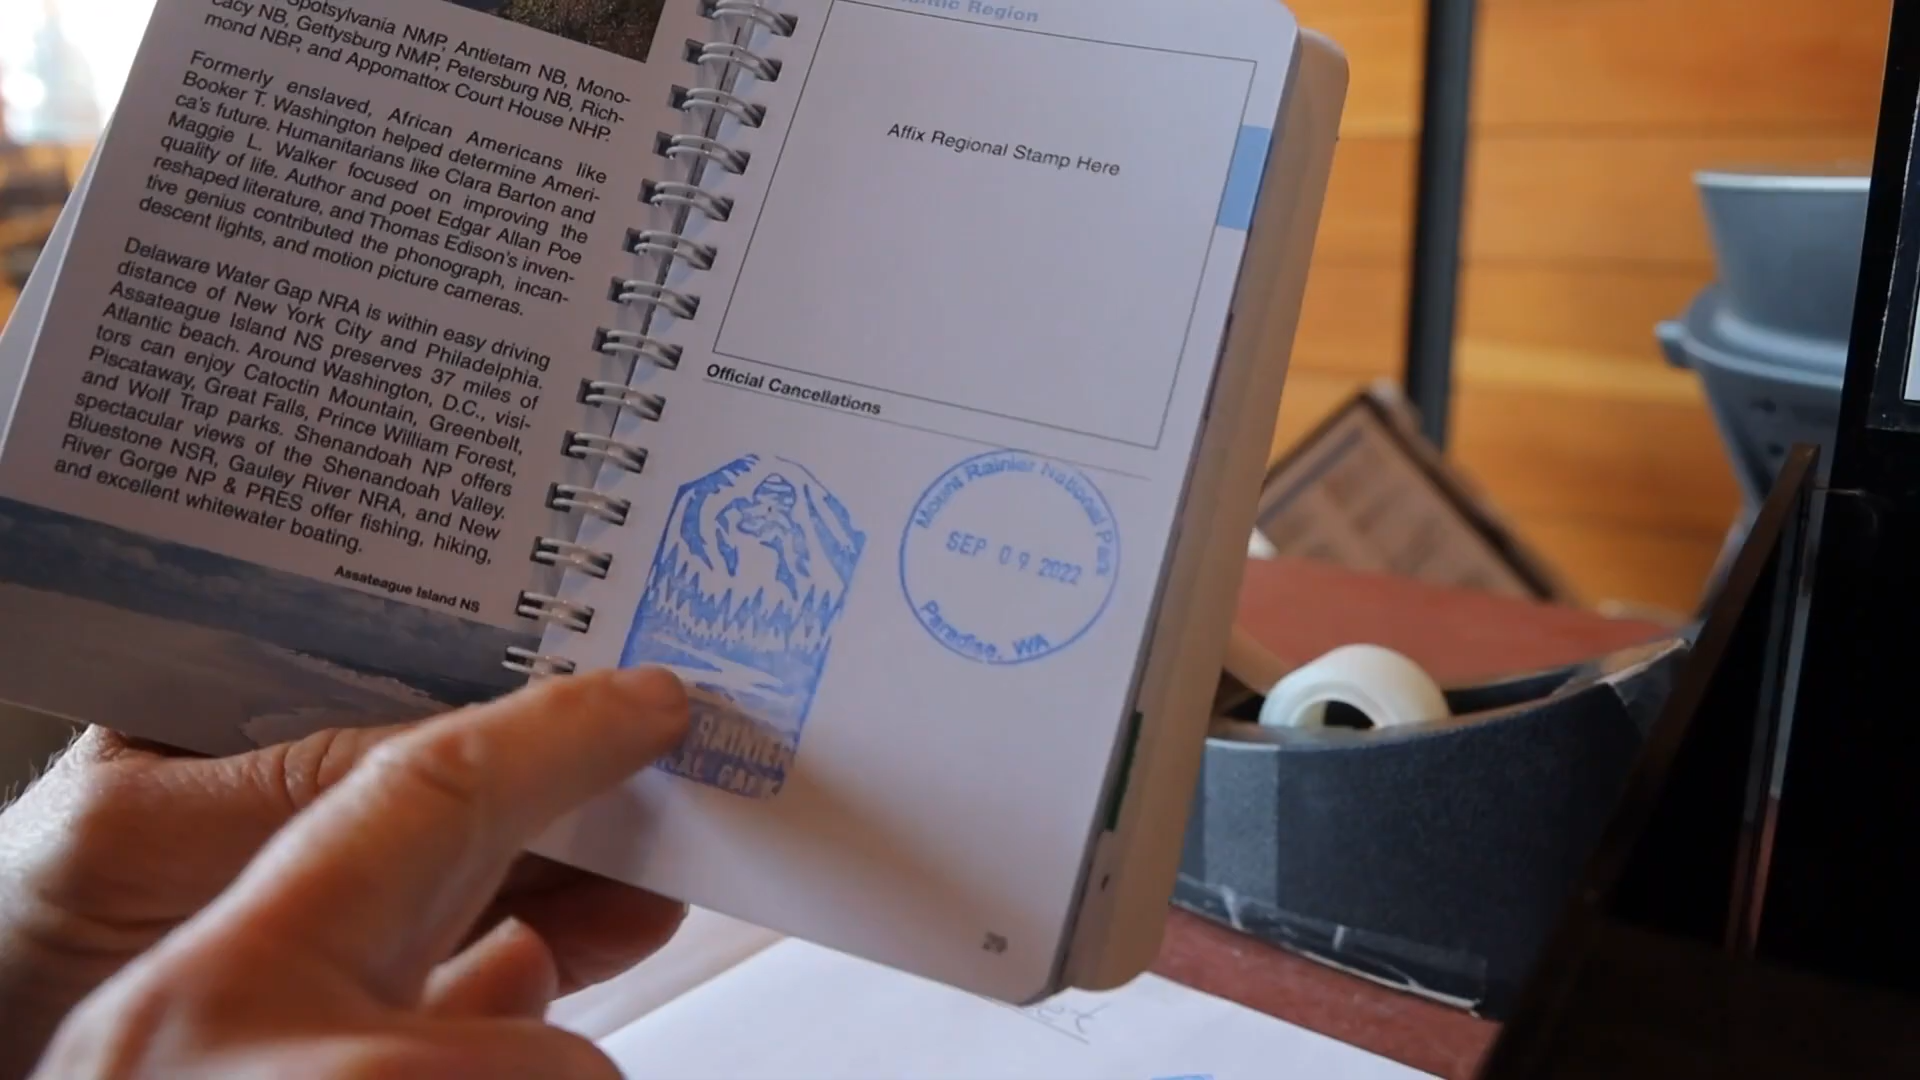 Spotsylvania NMP, Antietam NB, Mono-
cacy NB, Gettysburg NMP, Petersburg NB, Rich-
mond NBP, and Appomattox Court House NHP.
Formerly enslaved, African Americans like
Booker T. Washington helped determine Ameri-
ca's future. Humanitarians like Clara Barton and
Maggie L. Walker focused on improving the
quality of life. Author and poet Edgar Allan Poe
reshaped literature, and Thomas Edison's inven-
tive genius contributed the phonograph, incan-
descent lights, and motion picture cameras.
Delaware Water Gap NRA is within easy driving
distance of New York City and Philadelphia.
Assateague Island NS preserves 37 miles of
Atlantic beach. Around Washington, D.C., visi-
tors can enjoy Catoctin Mountain, Greenbelt,
Piscataway, Great Falls, Prince William Forest,
and Wolf Trap parks. Shenandoah NP offers
spectacular views of the Shenandoah Valley.
Bluestone NSR, Gauley River NRA, and New
River Gorge NP & PRES offer fishing, hiking,
and excellent whitewater boating.
Assateague Island NS
Region
Affix Regional Stamp Here
Official Cancellations
RAINIER
PARK
Mount Rainier National Park
SEP 09 2022
Paradise, WA
29